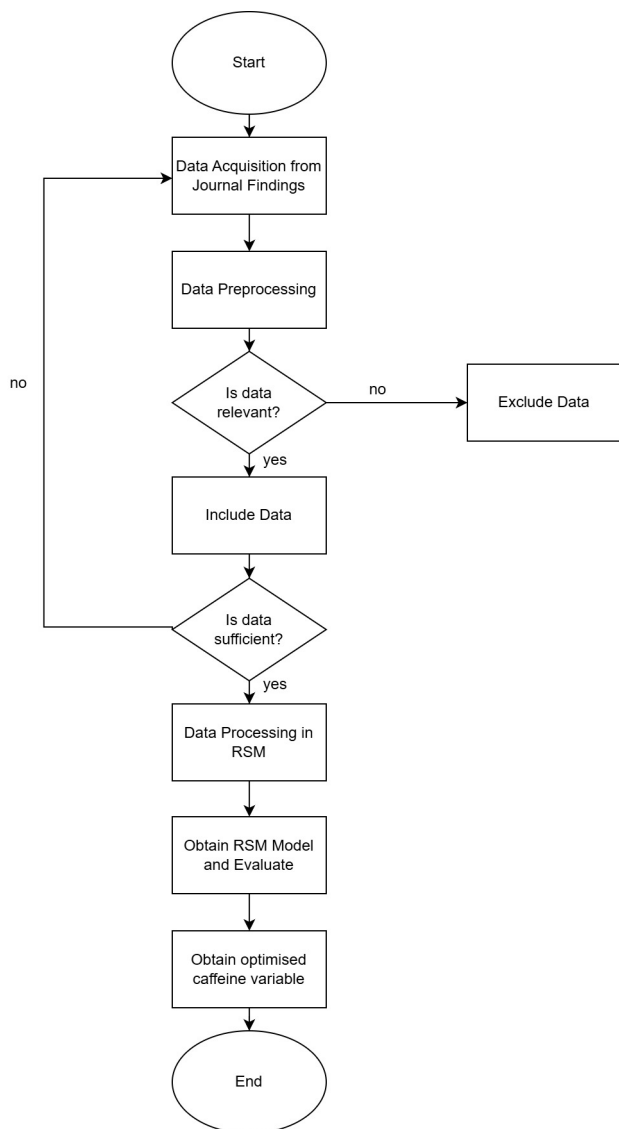 Start
Data Acquisition from
Journal Findings
Data Preprocessing
no
Is data
relevant?
no
Exclude Data
yes
Include Data
Is data
sufficient?
yes
Data Processing in
RSM
Obtain RSM Model
and Evaluate
Obtain optimised
caffeine variable
End